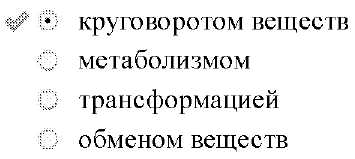 круговоротом веществ
метаболизмом
трансформацией
обменом веществ